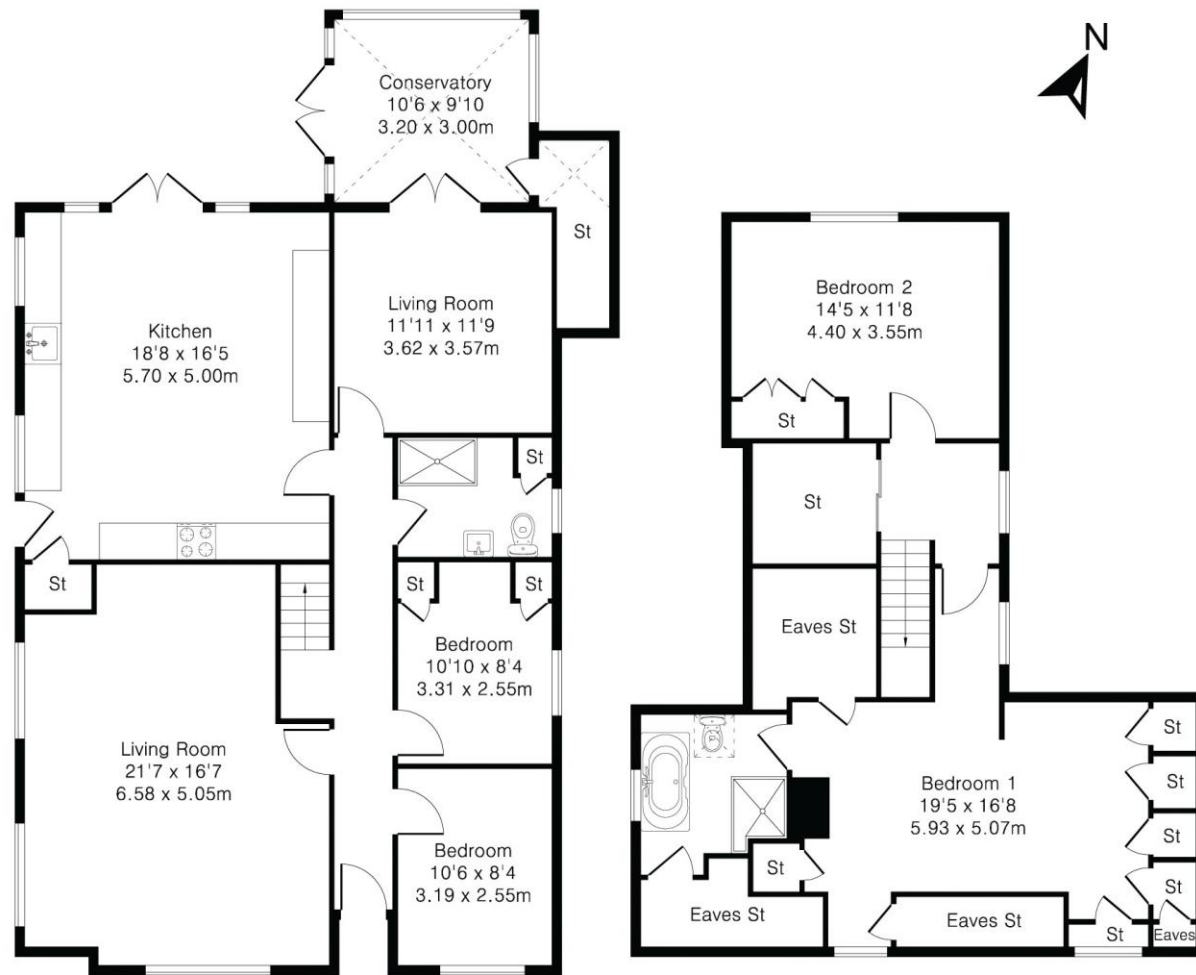 N
Conservatory
10'6 x 9'10
3.20 x 3.00m
St
Kitchen
18'8 x 16'5
5.70 x 5.00m
Living Room
11'11 x 11'9
3.62 x 3.57m
St
St
St
St
Bedroom
10'10 x 8'4
3.31 x 2.55m
Living Room
21'7 x 16'7
6.58 x 5.05m
Bedroom
10'6 x 8'4
3.19 x 2.55m
Bedroom 2
14'5 x 11'8
4.40 x 3.55m
St
St
Eaves St
Bedroom 1
19'5 x 16'8
5.93 x 5.07m
St
St
St
St
St
Eaves St
Eaves St
St
Eaves